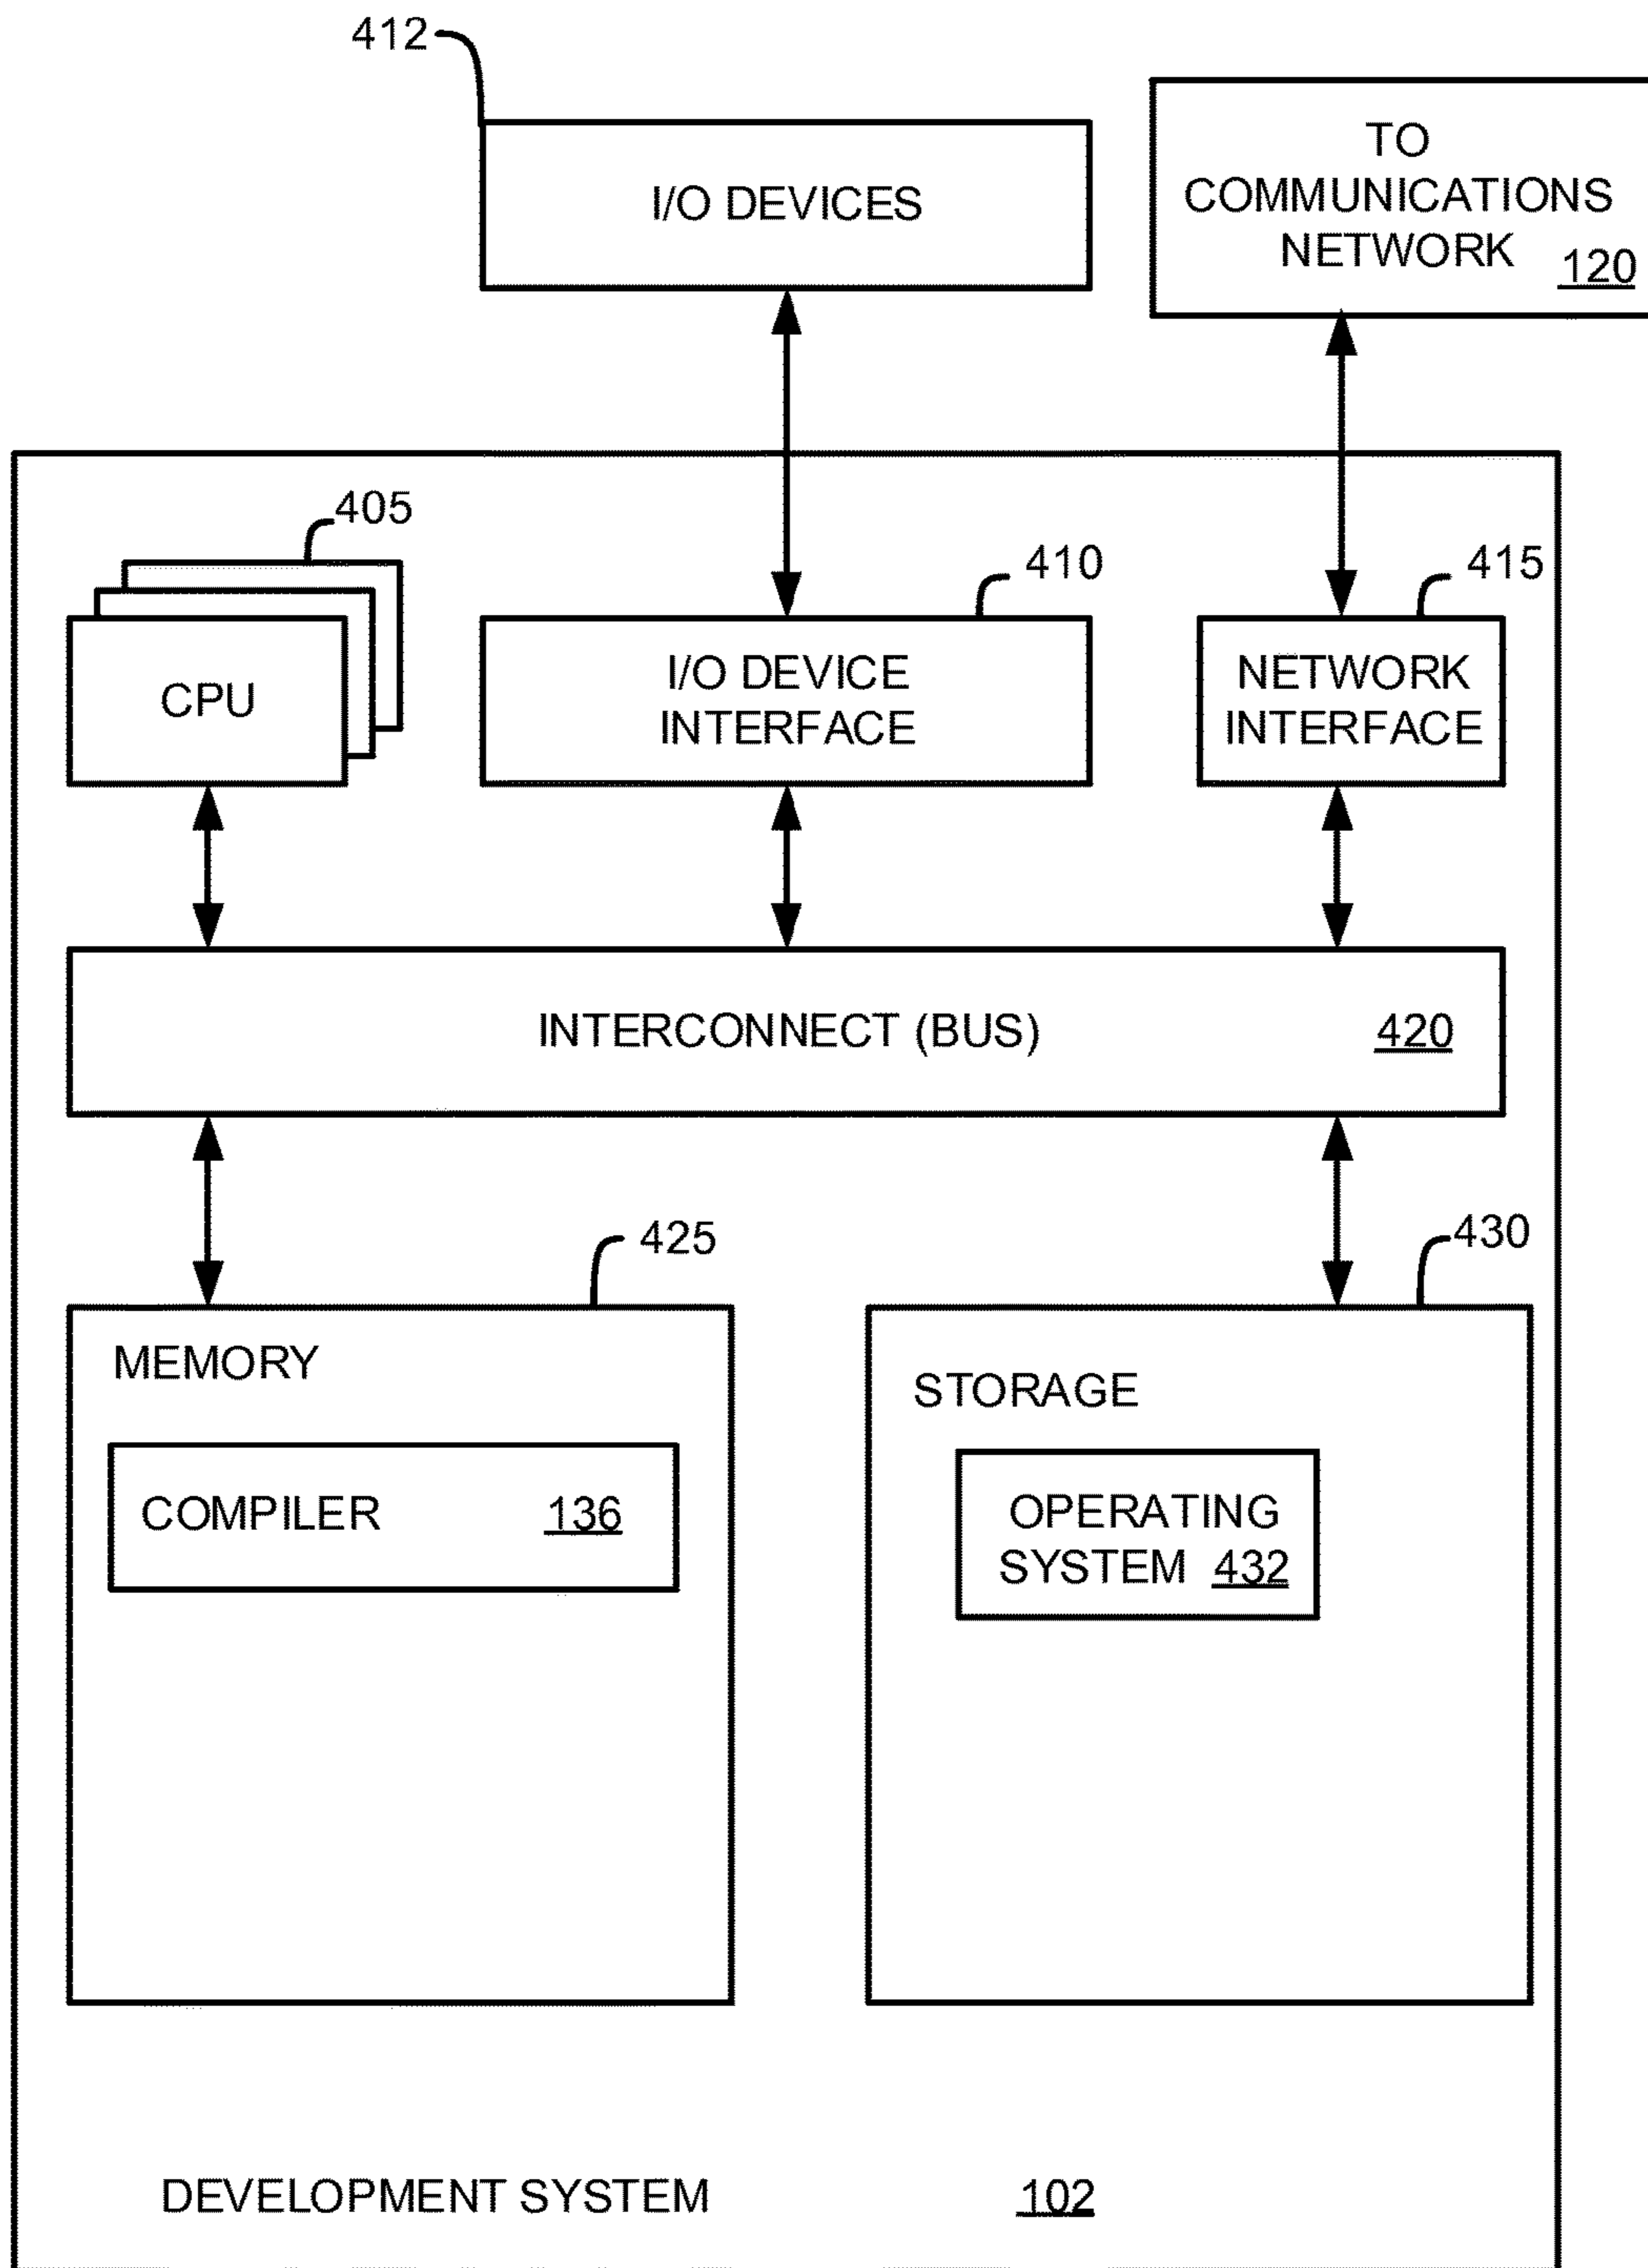 412
I/O DEVICES
TO
COMMUNICATIONS
NETWORK 120
405
410
415
CPU
I/O DEVICE
INTERFACE
NETWORK
INTERFACE
INTERCONNECT (BUS) 420
425
430
MEMORY
STORAGE
COMPILER 136
OPERATING
SYSTEM 432
DEVELOPMENT SYSTEM 102